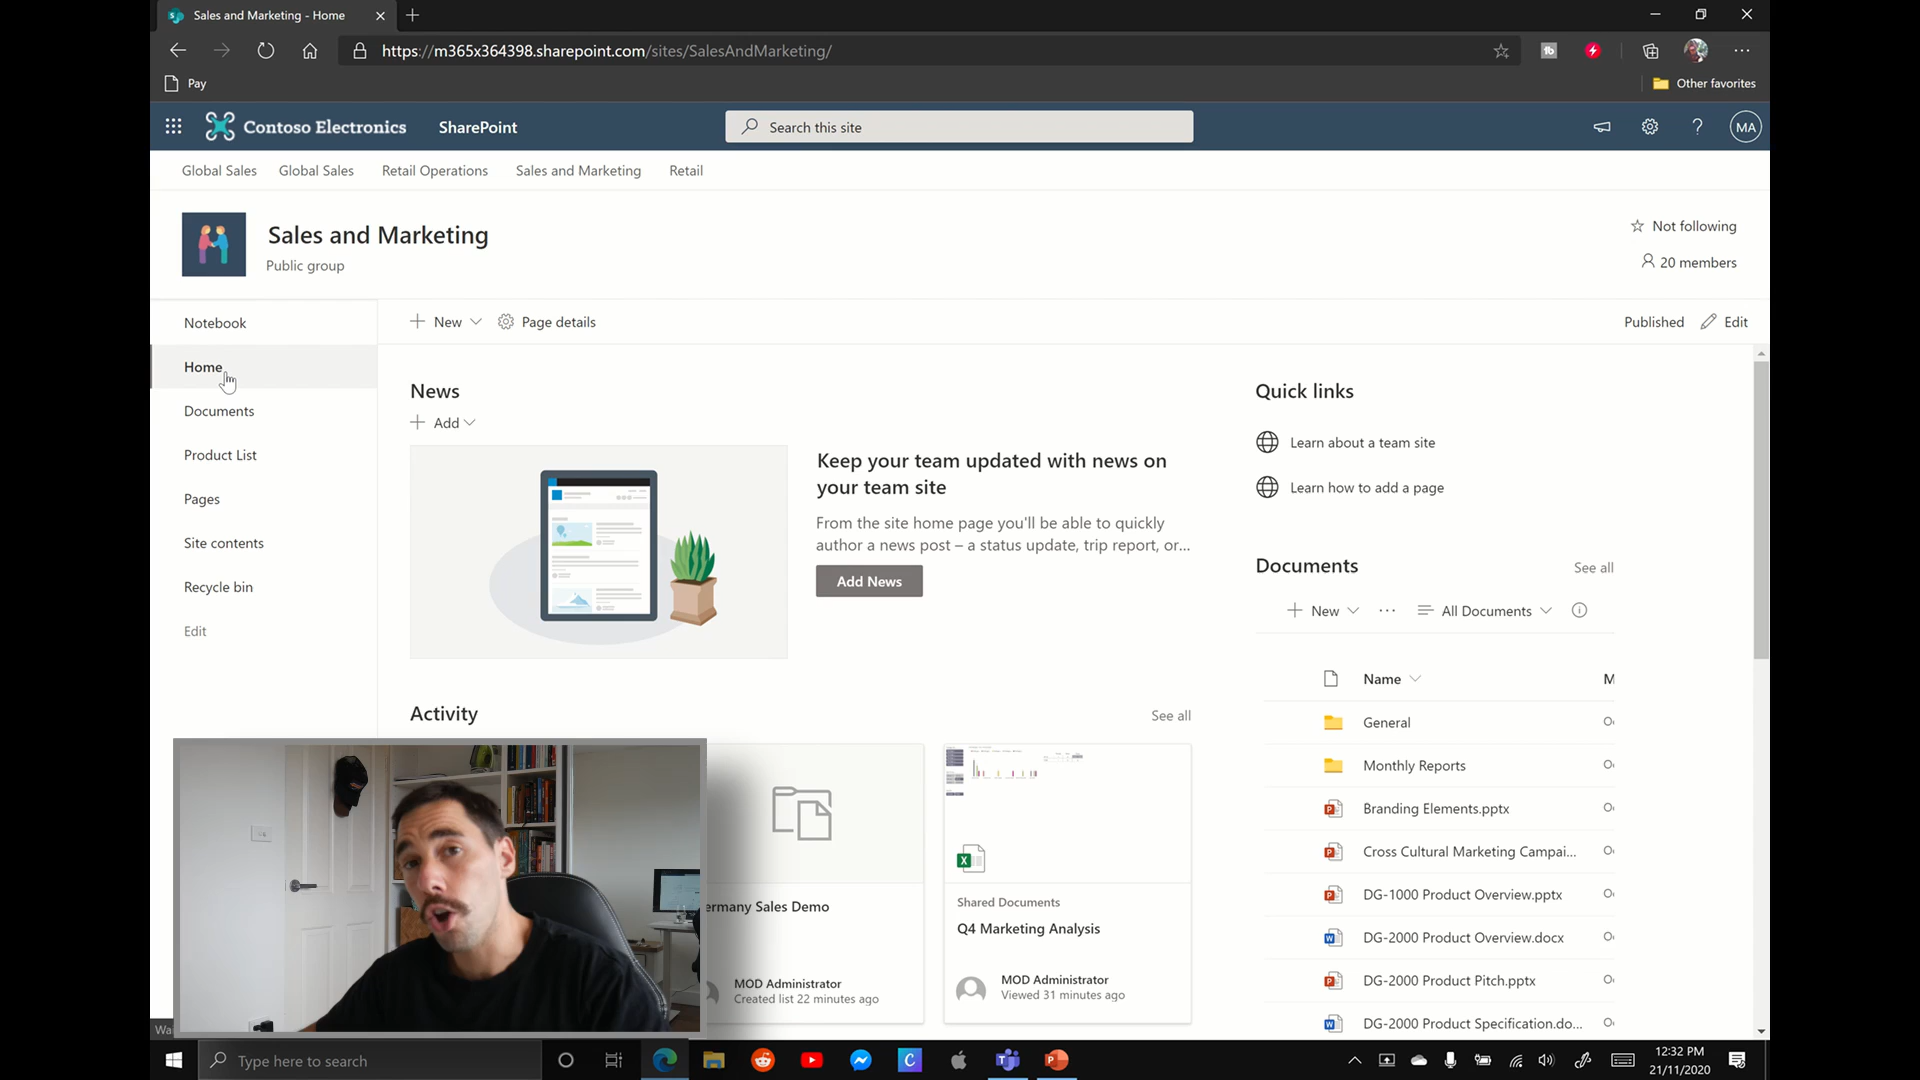 Sales and Marketing - Home
https://m365x364398.sharepoint.com/sites/SalesAndMarketing/
Pay
Other favorites
Contoso Electronics
SharePoint
Search this site
MA
Global Sales
Global Sales
Retail Operations
Sales and Marketing
Retail
Sales and Marketing
Public group
Not following
20 members
Notebook
Home
Documents
Product List
Pages
Site contents
Recycle bin
Edit
New
Page details
Published
Edit
News
Add
Keep your team updated with news on
your team site
From the site home page you'll be able to quickly
author a news post – a status update, trip report, or...
Add News
Activity
See all
ermany Sales Demo
MOD Administrator
Created list 22 minutes ago
Shared Documents
Q4 Marketing Analysis
MOD Administrator
Viewed 31 minutes ago
Quick links
Learn about a team site
Learn how to add a page
Documents
See all
New
All Documents
Name
General
Monthly Reports
Branding Elements.pptx
Cross Cultural Marketing Campai...
DG-1000 Product Overview.pptx
DG-2000 Product Overview.docx
DG-2000 Product Pitch.pptx
DG-2000 Product Specification.do...
Wa
Type here to search
12:32 PM
21/11/2020